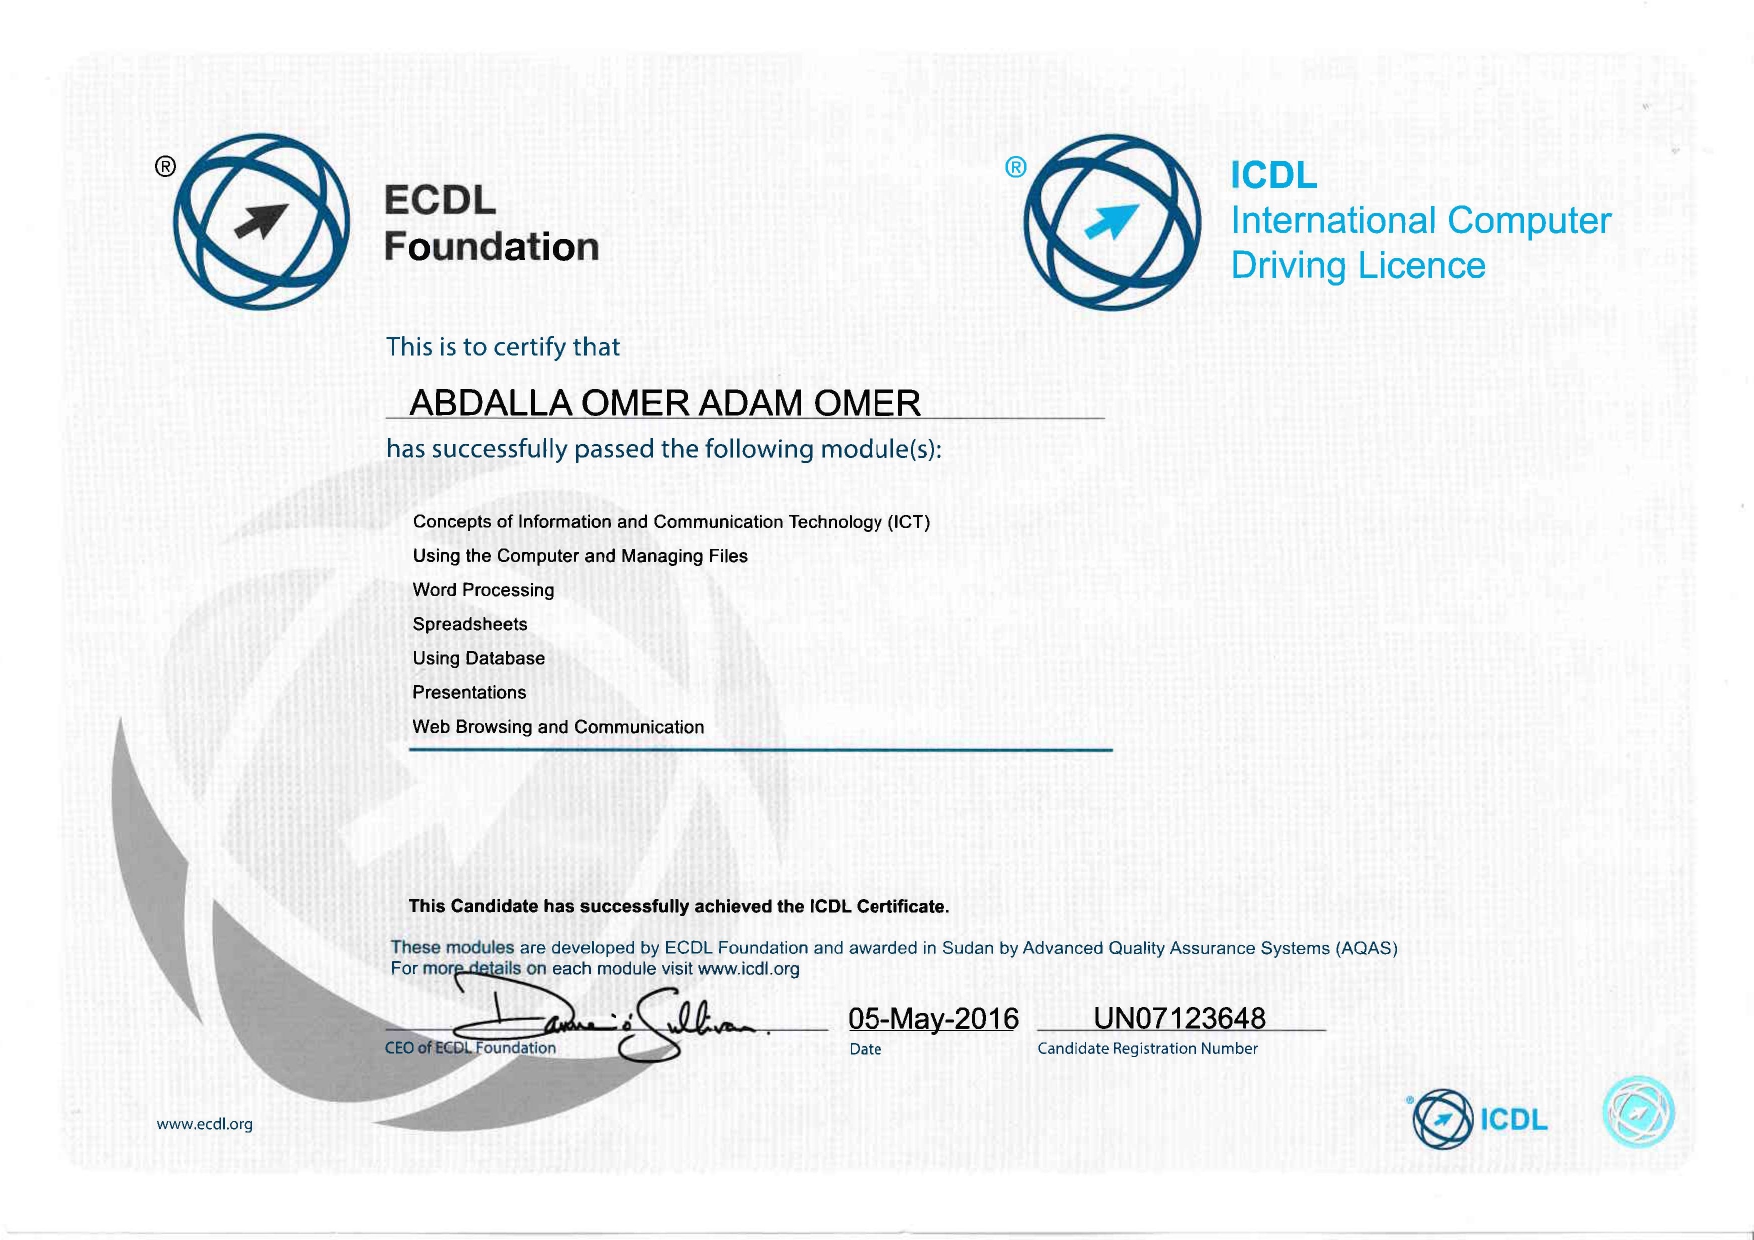 ®
ECDL
Foundation
®
ICDL
International Computer
Driving Licence
This is to certify that
ABDALLA OMER ADAM OMER
has successfully passed the following module(s):
Concepts of Information and Communication Technology (ICT)
Using the Computer and Managing Files
Word Processing
Spreadsheets
Using Database
Presentations
Web Browsing and Communication
This Candidate has successfully achieved the ICDL Certificate.
These modules are developed by ECDL Foundation and awarded in Sudan by Advanced Quality Assurance Systems (AQAS)
For more details on each module visit www.icdl.org
Damien O'Sullivan
05-May-2016
UN07123648
CEO of ECDL Foundation
Date
Candidate Registration Number
www.ecdl.org
® ICDL